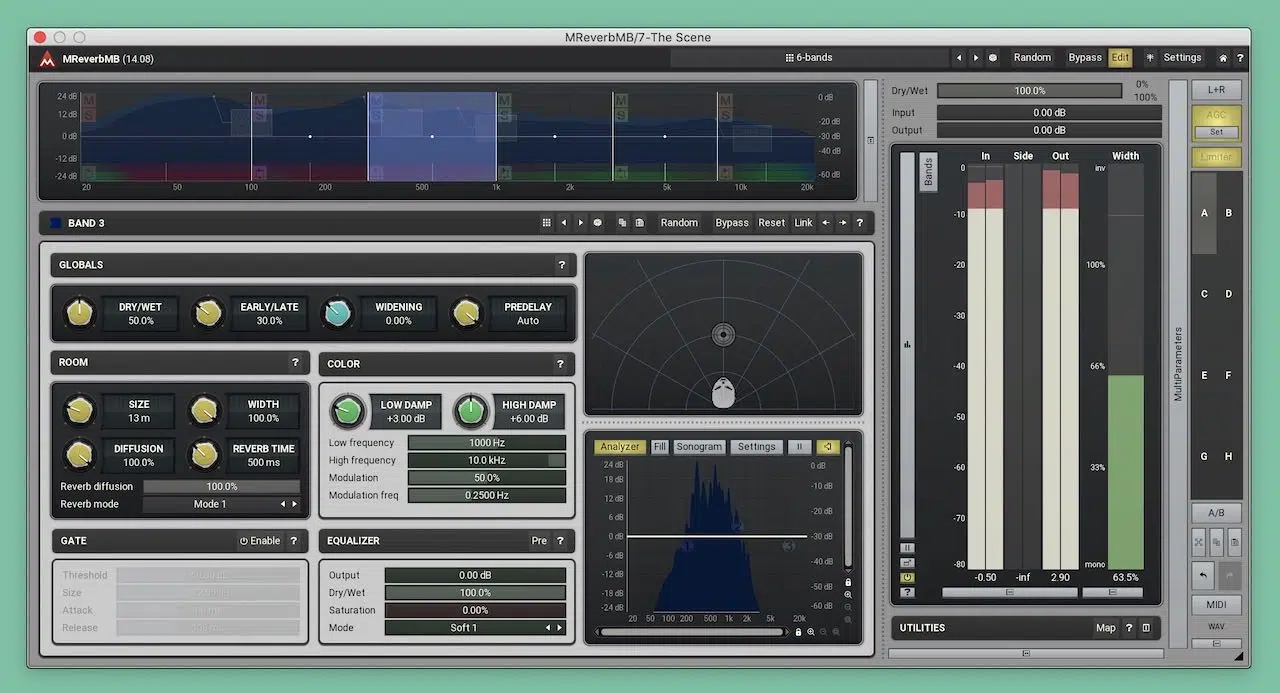 MReverbMB/7-The Scene
MReverbMB (14.08)
6-bands
Random
Bypass
Edit
Settings
?
24 dB
12 dB
0 dB
-12 dB
-24 dB
M M M M M
S S S S S
0 dB
-20 dB
-30 dB
-40 dB
-60 dB
20 50 100 200 500 1k 2k 5k 10k 20k
BAND 3
Random Bypass Reset Link ?
GLOBALS ?
DRY/WET
50.0%
EARLY/LATE
30.0%
WIDENING
0.00%
PREDELAY
Auto
ROOM ?
SIZE
13 m
WIDTH
100.0%
DIFFUSION
100.0%
REVERB TIME
500 ms
Reverb diffusion 100.0%
Reverb mode Mode 1
COLOR ?
LOW DAMP
+3.00 dB
HIGH DAMP
+6.00 dB
Low frequency 1000 Hz
High frequency 10.0 kHz
Modulation 50.0%
Modulation freq 0.2500 Hz
GATE Enable ?
Threshold
Size
Attack
Release
EQUALIZER Pre ?
Output 0.00 dB
Dry/Wet 100.0%
Saturation 0.00%
Mode Soft 1
Analyzer Fill Sonogram Settings
24 dB
18 dB
12 dB
6 dB
0 dB
-6 dB
-12 dB
-18 dB
-24 dB
0 dB
-10 dB
-20 dB
-30 dB
-40 dB
-50 dB
-60 dB
20 50 100 200 500 1k 2k 5k 20k
Dry/Wet 100.0% 0%
100%
Input 0.00 dB
Output 0.00 dB
Bands
In Side Out Width
0
-10
-20
-30
-40
-50
-60
-70
-80
inv
100%
66%
33%
mono
-0.50 -inf 2.90 63.5%
?
UTILITIES Map ?
MultiParameters
L+R
AGC
Set
Limiter
A B
C D
E F
G H
A/B
MIDI
WAV